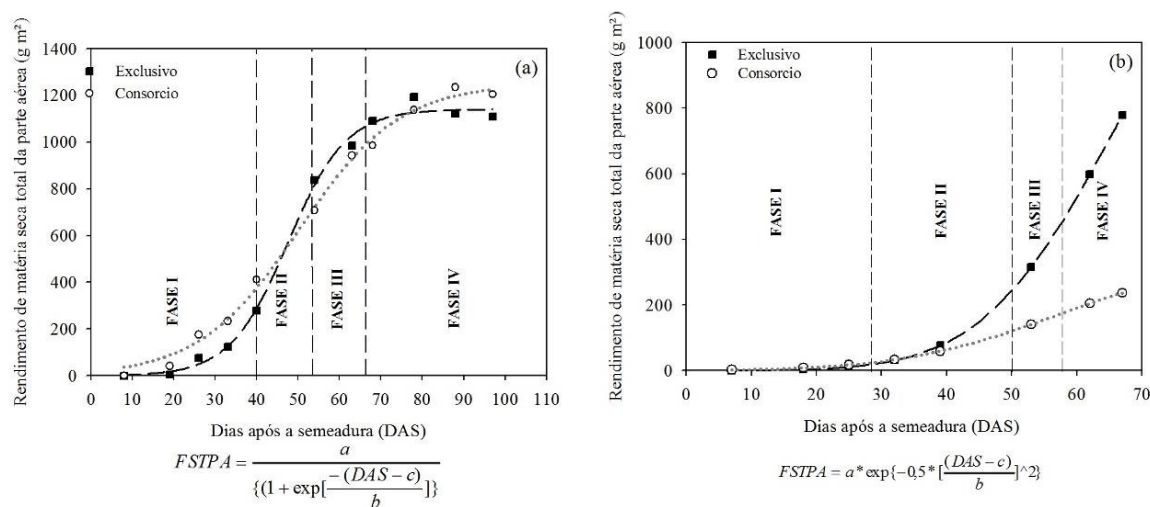 Rendimento de matéria seca total da parte aérea (g m²)
1400
1200
1000
800
600
400
200
0
(a)
Exclusivo
Consorcio
FASE I
FASE II
FASE III
FASE IV
0 10 20 30 40 50 60 70 80 90 100 110
Dias após a semeadura (DAS)
FSTPA = a / {(1 + exp[-(DAS - c) / b]}
Rendimento de matéria seca total da parte aérea (g m²)
1000
800
600
400
200
0
(b)
Exclusivo
Consorcio
FASE I
FASE II
FASE III
FASE IV
0 10 20 30 40 50 60 70
Dias após a semeadura (DAS)
FSTPA = a*exp{-0,5*[(DAS - c) / b]^2}